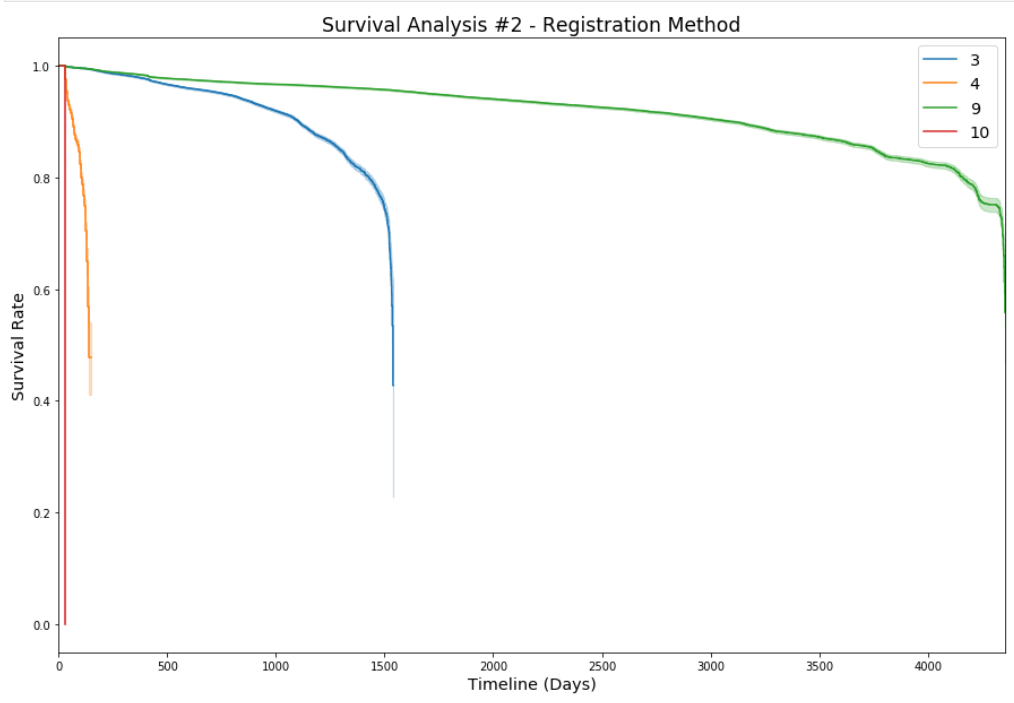 Survival Analysis #2 - Registration Method
1.0
0.8
0.6
0.4
0.2
0.0
Survival Rate
3
4
9
10
0 500 1000 1500 2000 2500 3000 3500 4000
Timeline (Days)